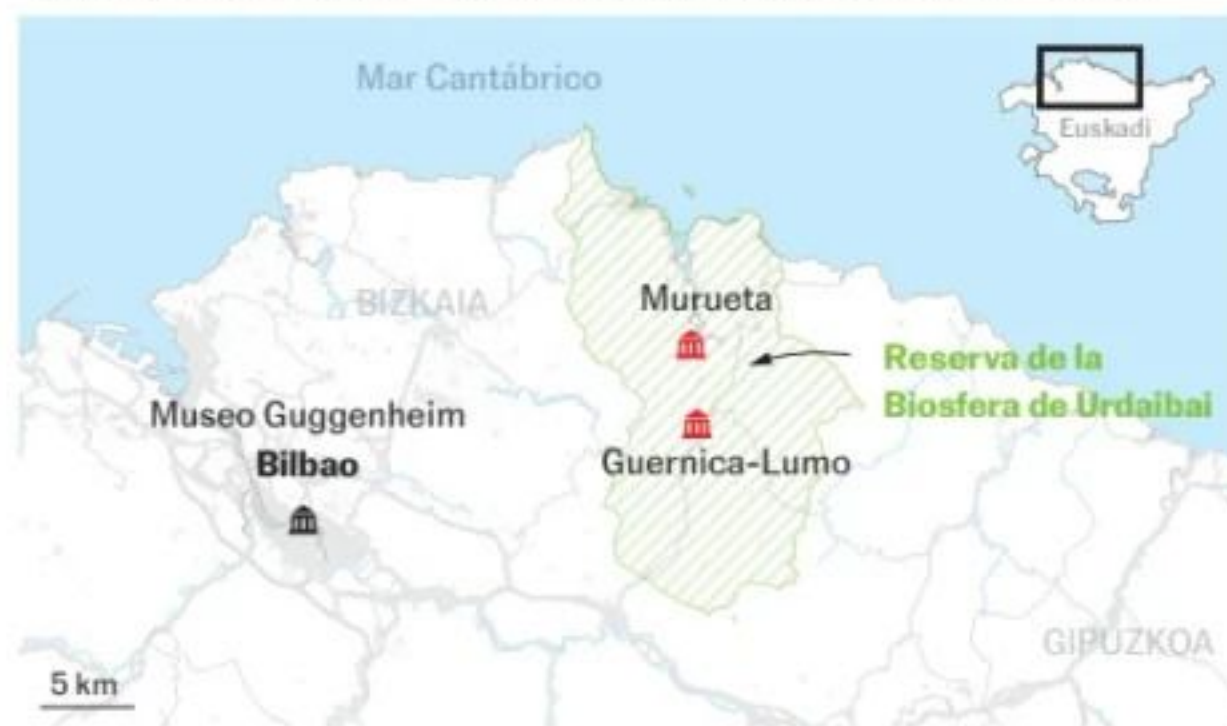 Mar Cantábrico
Euskadi
BIZKAIA
Murueta
Reserva de la
Biosfera de Urdaibai
Museo Guggenheim
Bilbao
Guernica-Lumo
GIPUZKOA
5 km